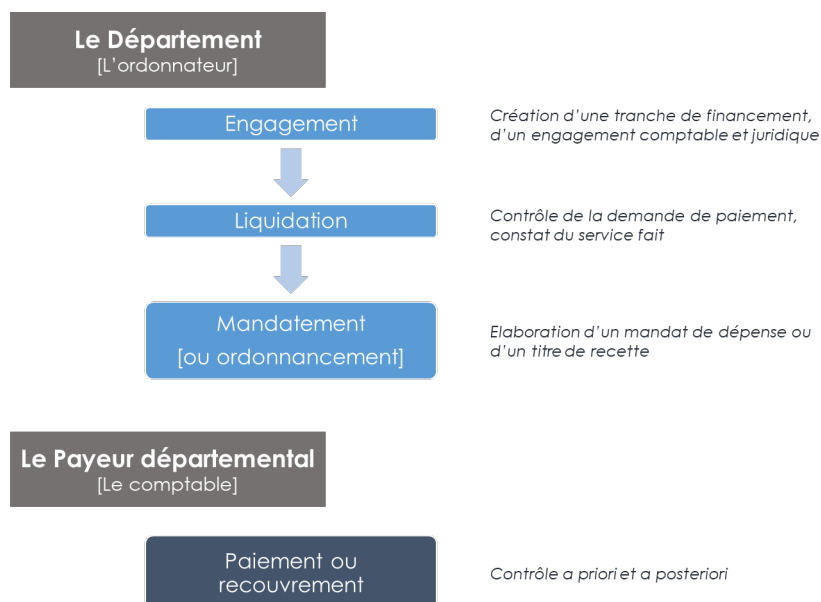 Le Département
[L'ordonnateur]
Engagement
Création d'une tranche de financement,
d'un engagement comptable et juridique
Liquidation
Contrôle de la demande de paiement,
constat du service fait
Mandatement
[ou ordonnancement]
Elaboration d'un mandat de dépense ou
d'un titre de recette
Le Payeur départemental
[Le comptable]
Paiement ou
recouvrement
Contrôle a priori et a posteriori